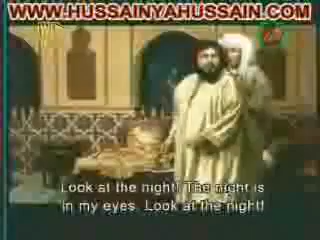 WWW.HUSSAINYAHUSSAIN.COM
Look at the night! The night is
in my eyes. Look at the night!